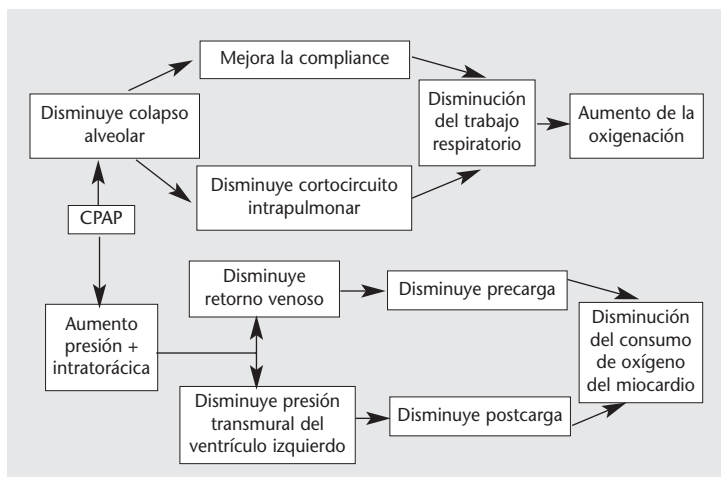 Mejora la compliance
Disminuye colapso
alveolar
Disminución
del trabajo
respiratorio
Aumento de la
oxigenación
Disminuye cortocircuito
intrapulmonar
CPAP
Disminuye
retorno venoso
Disminuye precarga
Aumento
presión +
intratorácica
Disminución
del consumo
de oxígeno
del miocardio
Disminuye presión
transmural del
ventrículo izquierdo
Disminuye postcarga